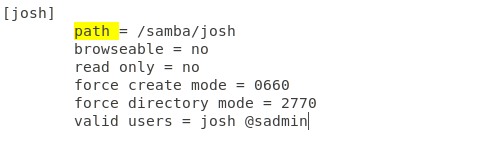 [josh]
path = /samba/josh
browseable = no
read only = no
force create mode = 0660
force directory mode = 2770
valid users = josh @sadmin